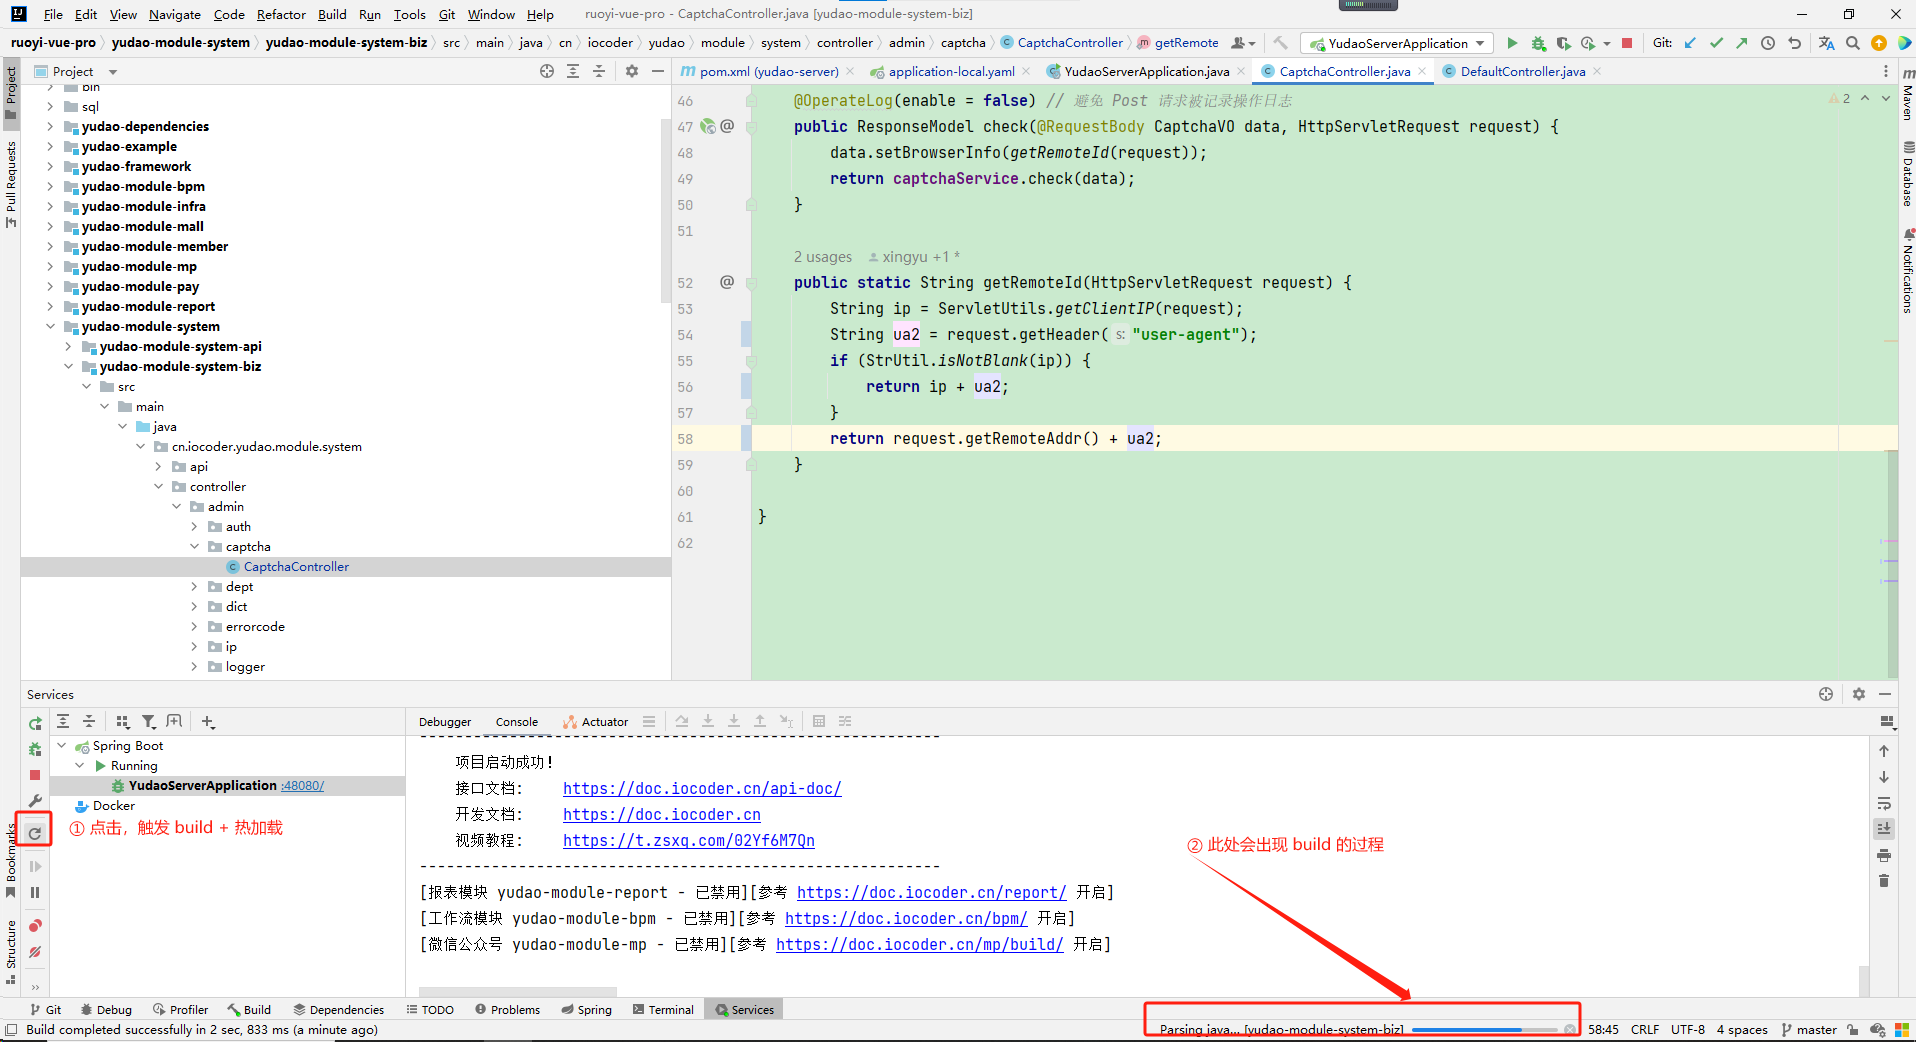 File Edit View Navigate Code Refactor Build Run Tools Git Window Help ruoyi-vue-pro - CaptchaController.java [yudao-module-system-biz]
ruoyi-vue-pro yudao-module-system yudao-module-system-biz src main java cn iocoder yudao module system controller admin captcha CaptchaController getRemote YudaoServerApplication Git:
Project
pom.xml (yudao-server) application-local.yaml YudaoServerApplication.java CaptchaController.java DefaultController.java
Project
Pull Requests
Bookmarks
Structure
Maven
Database
Notifications
bin
sql
yudao-dependencies
yudao-example
yudao-framework
yudao-module-bpm
yudao-module-infra
yudao-module-mall
yudao-module-member
yudao-module-mp
yudao-module-pay
yudao-module-report
yudao-module-system
yudao-module-system-api
yudao-module-system-biz
src
main
java
cn.iocoder.yudao.module.system
api
controller
admin
auth
captcha
CaptchaController
dept
dict
errorcode
ip
logger
2
46 @OperateLog(enable = false) // 避免 Post 请求被记录操作日志
47 public ResponseModel check(@RequestBody CaptchaVO data, HttpServletRequest request) {
48 data.setBrowserInfo(getRemoteId(request));
49 return captchaService.check(data);
50 }
51
2 usages xingyu +1 *
52 public static String getRemoteId(HttpServletRequest request) {
53 String ip = ServletUtils.getClientIP(request);
54 String ua2 = request.getHeader( s: "user-agent");
55 if (StrUtil.isNotBlank(ip)) {
56 return ip + ua2;
57 }
58 return request.getRemoteAddr() + ua2;
59 }
60
61 }
62
Services
Debugger Console Actuator
Spring Boot
Running
YudaoServerApplication :48080/
Docker
① 点击，触发 build + 热加载
----------------------------------------------------------
项目启动成功！
接口文档: https://doc.iocoder.cn/api-doc/
开发文档: https://doc.iocoder.cn
视频教程: https://t.zsxq.com/02Yf6M7Qn
----------------------------------------------------------
[报表模块 yudao-module-report - 已禁用][参考 https://doc.iocoder.cn/report/ 开启]
[工作流模块 yudao-module-bpm - 已禁用][参考 https://doc.iocoder.cn/bpm/ 开启]
[微信公众号 yudao-module-mp - 已禁用][参考 https://doc.iocoder.cn/mp/build/ 开启]
② 此处会出现 build 的过程
Git Debug Profiler Build Dependencies TODO Problems Spring Terminal Services
Build completed successfully in 2 sec, 833 ms (a minute ago) Parsing java... [yudao-module-system-biz] 58:45 CRLF UTF-8 4 spaces master